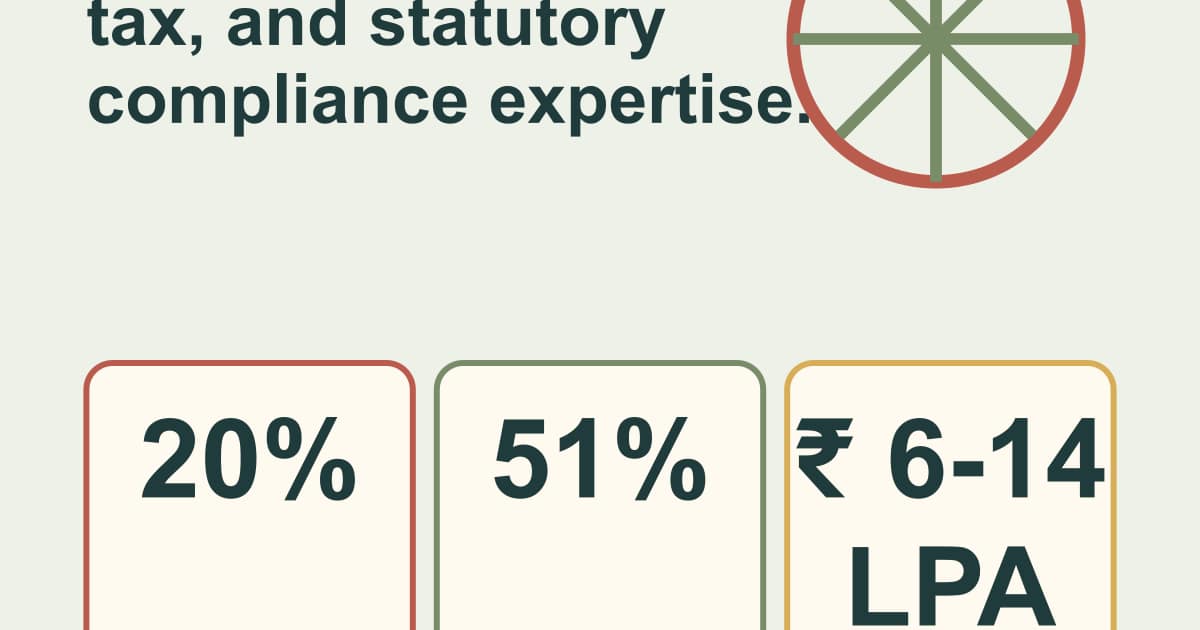 tax, and statutory
compliance expertise.
20%
51%
₹ 6-14
LPA